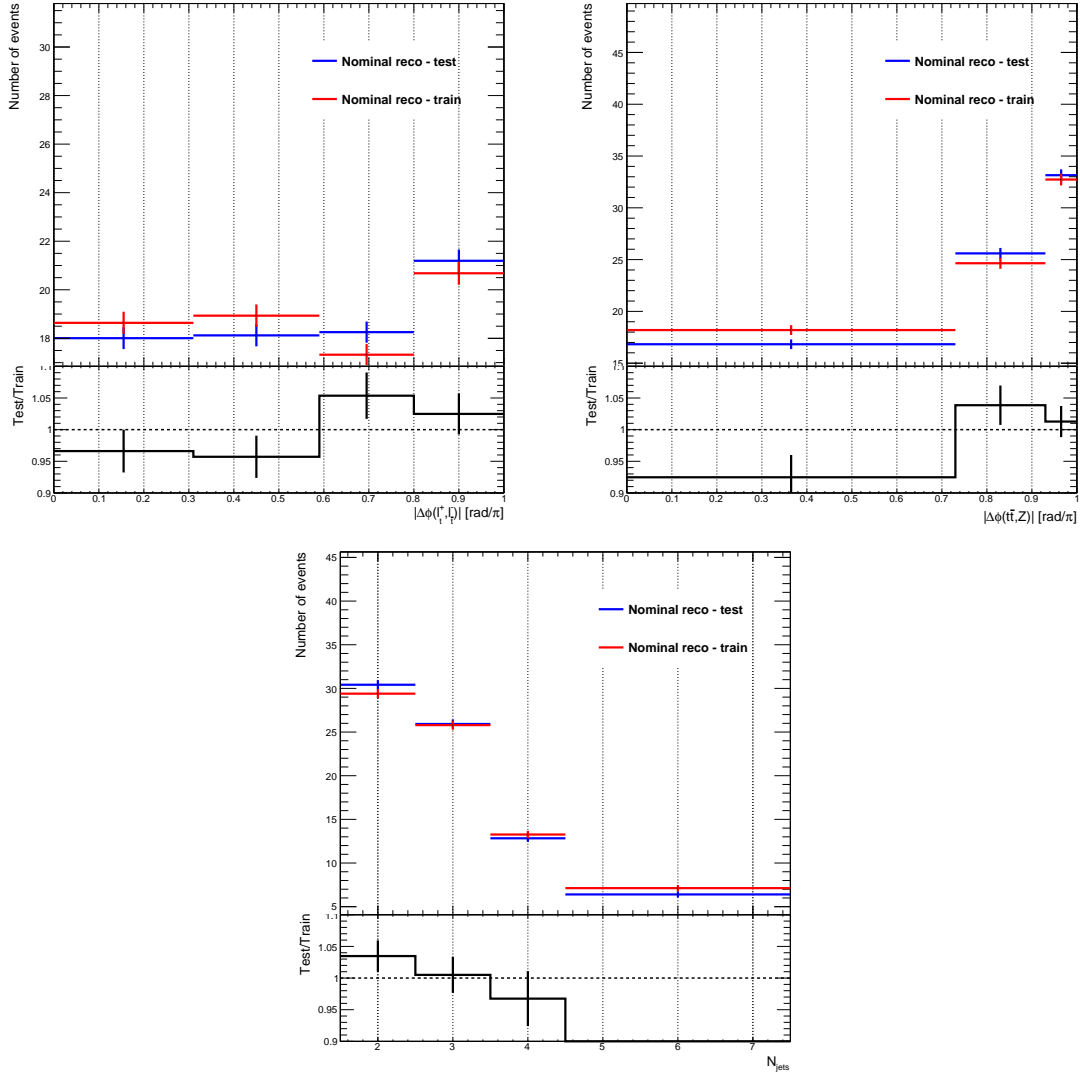 Number of events
30
28
26
24
22
20
18
Nominal reco - test
Nominal reco - train
Test/Train
1.1
1.05
1
0.95
0.9
0 0.1 0.2 0.3 0.4 0.5 0.6 0.7 0.8 0.9 1
|Δϕ(l⁺ₜ,l⁻t̄)| [rad/π]
Number of events
45
40
35
30
25
20
15
Nominal reco - test
Nominal reco - train
Test/Train
1.1
1.05
1
0.95
0.9
0 0.1 0.2 0.3 0.4 0.5 0.6 0.7 0.8 0.9 1
|Δϕ(tt̄,Z)| [rad/π]
Number of events
45
40
35
30
25
20
15
10
5
Nominal reco - test
Nominal reco - train
Test/Train
1.1
1.05
1
0.95
0.9
2 3 4 5 6 7
N_jets